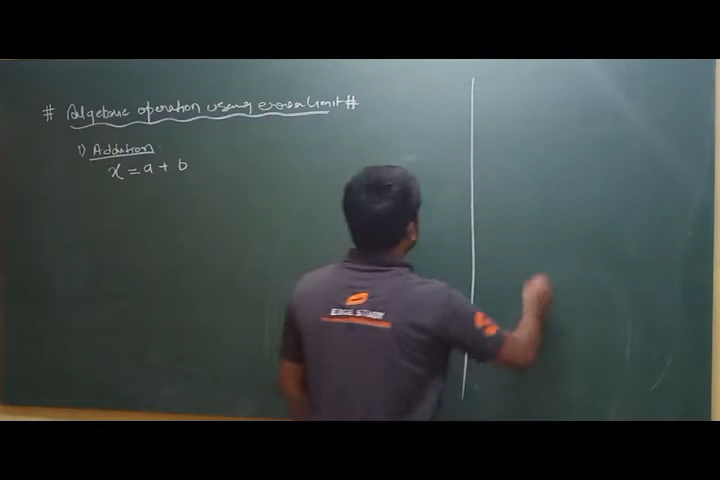 # Algebraic operation using error limit #
1) Addition
x = a + b
EDGE STUDY